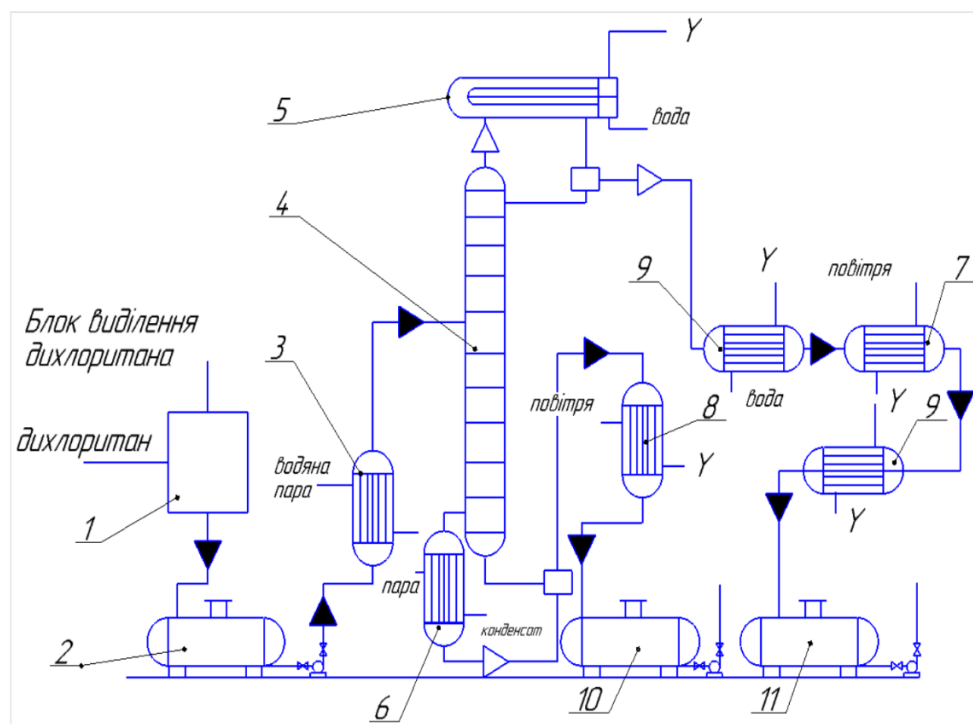 Y
5
вода
4
9
Y
повітря
7
Блок виділення
дихлоритана
3
повітря
8
вода
Y
9
дихлоритан
водяна
пара
Y
1
Y
пара
конденсат
2
6
10
11